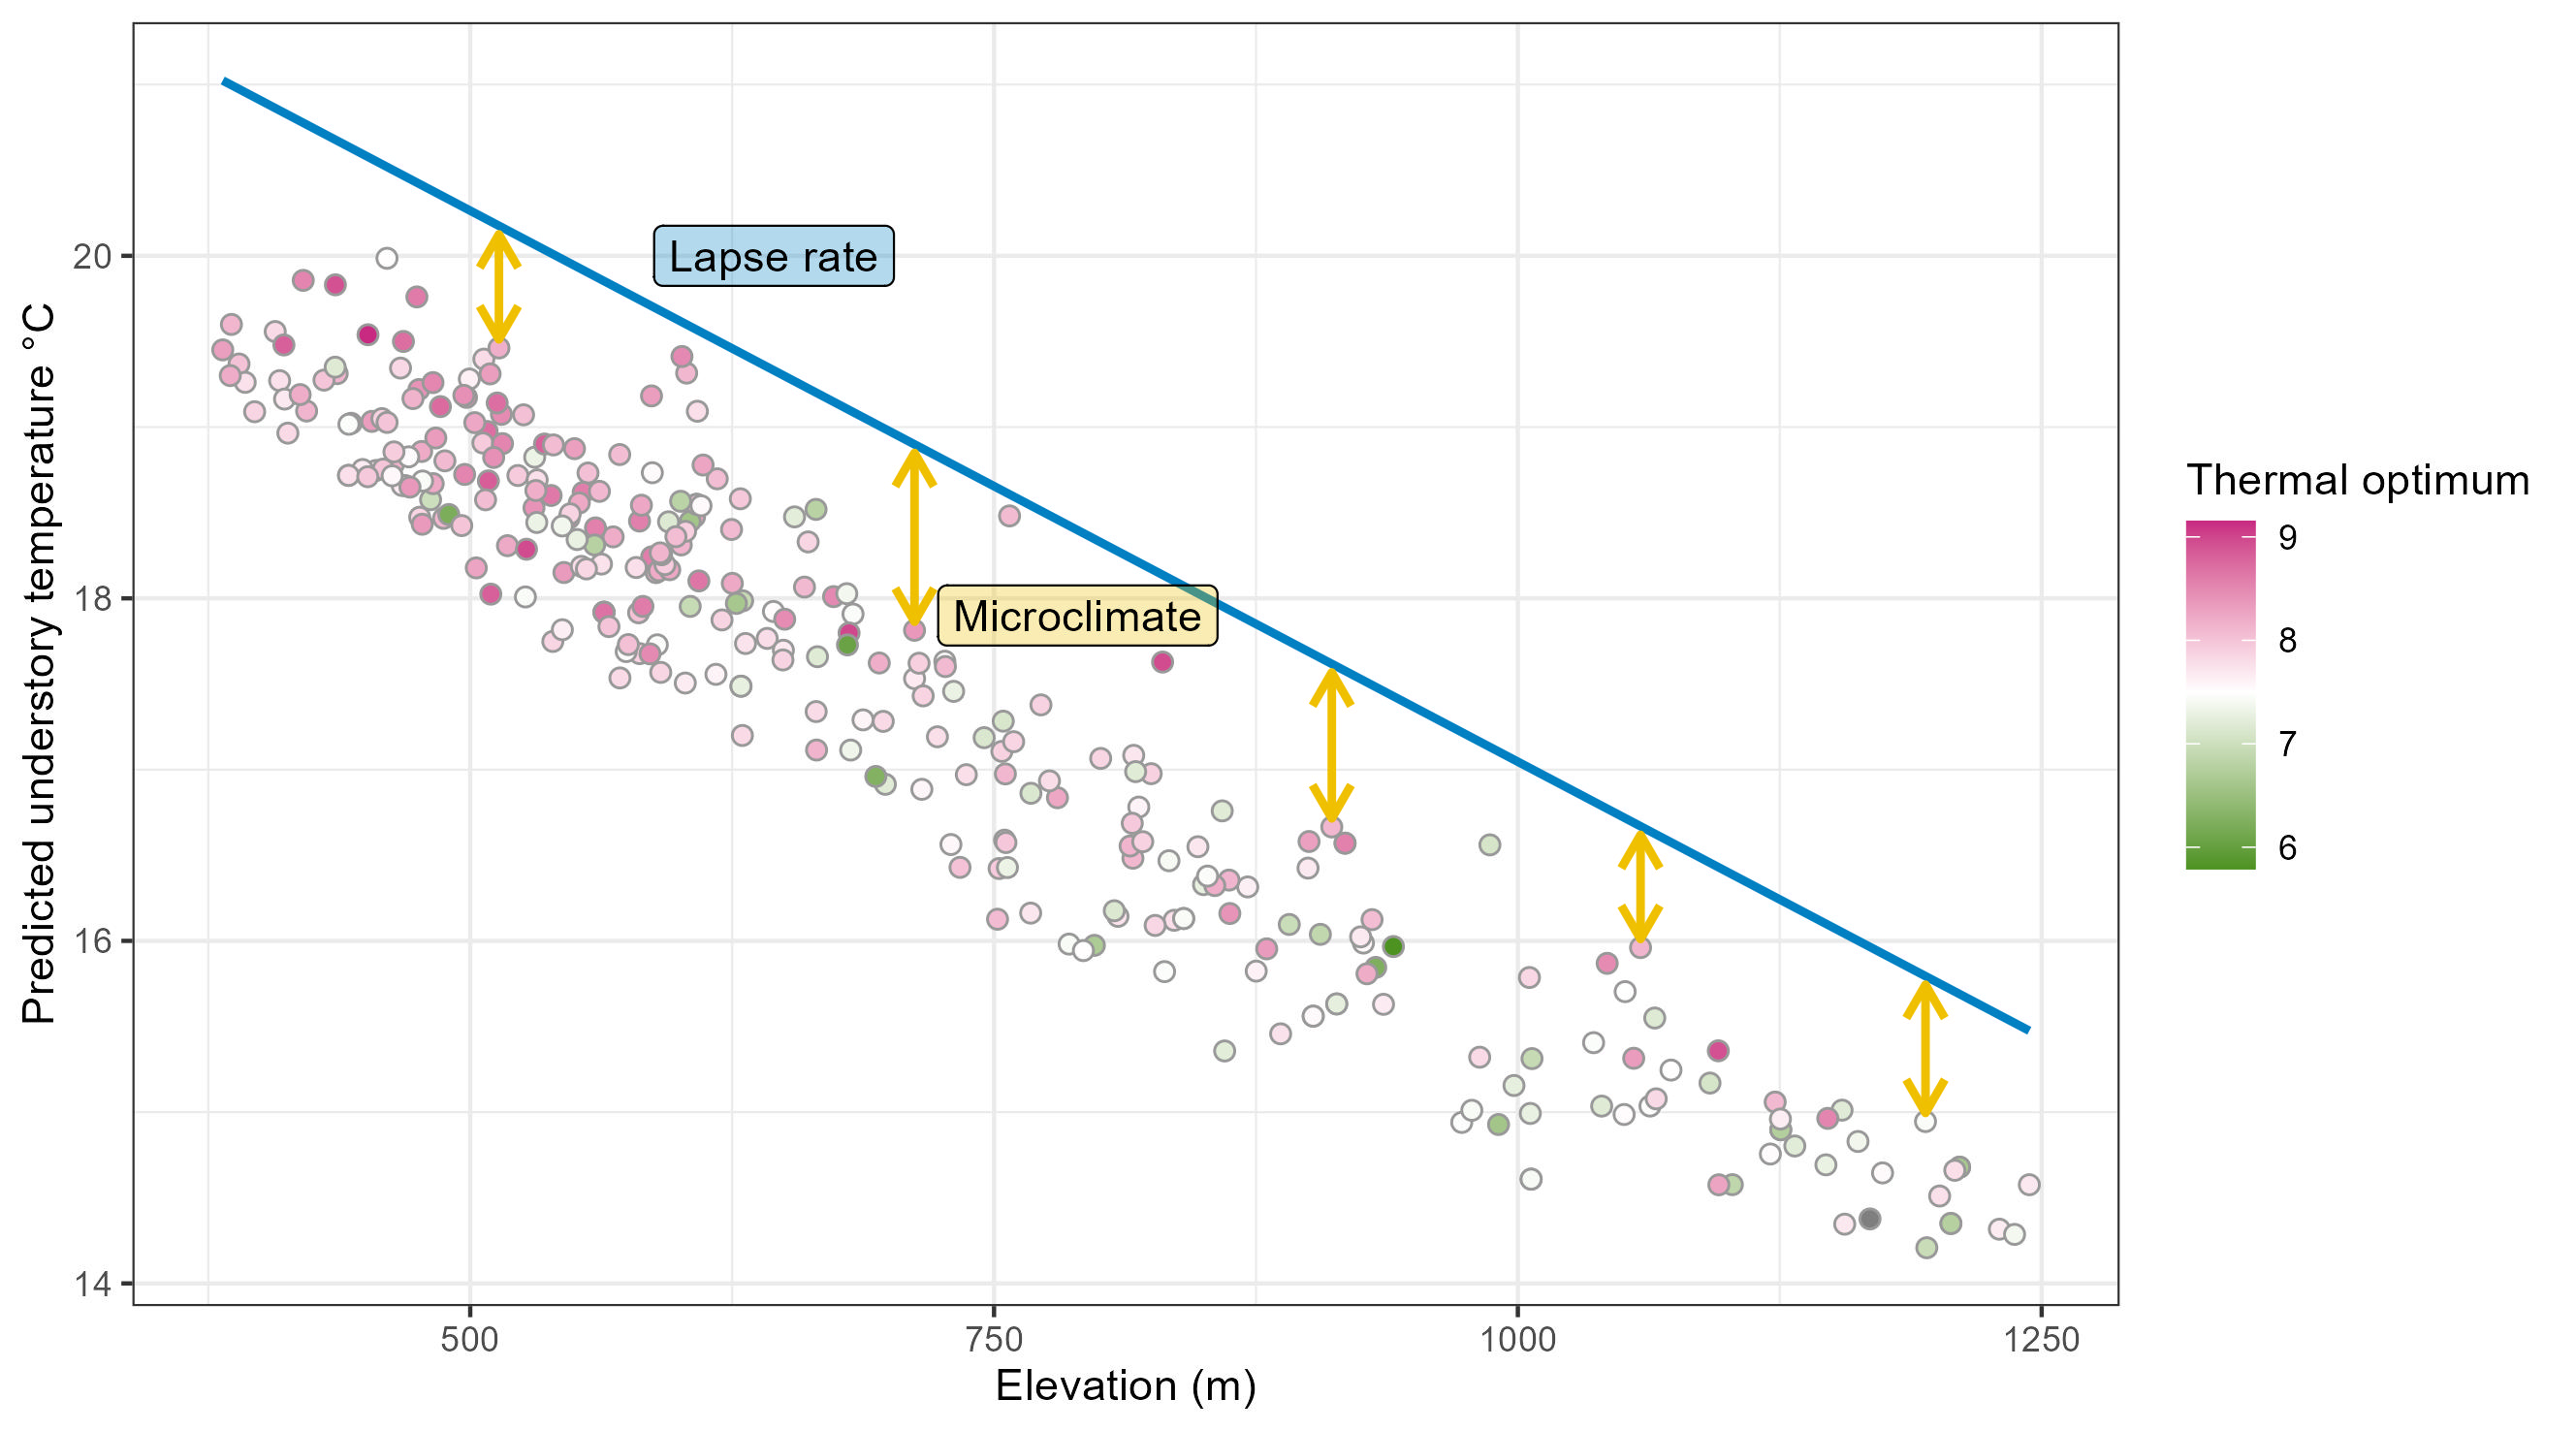 Predicted understory temperature °C
20
18
16
14
Lapse rate
Microclimate
500
750
1000
1250
Elevation (m)
Thermal optimum
9
8
7
6